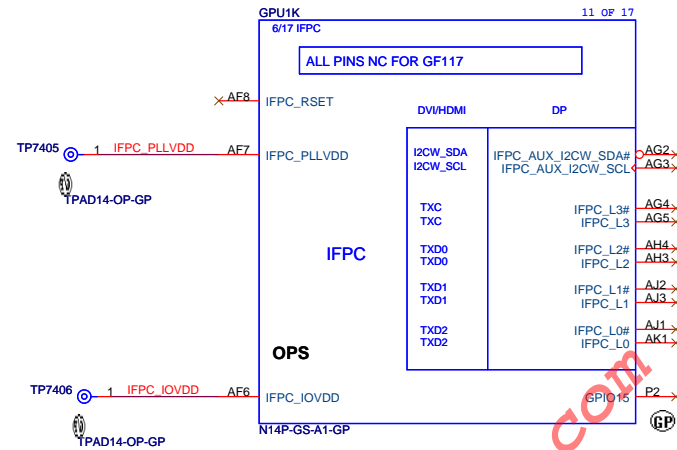 GPU1K 11 OF 17
6/17 IFPC
ALL PINS NC FOR GF117
AF8 IFPC_RSET
DVI/HDMI DP
TP7405 1 IFPC_PLLVDD AF7 IFPC_PLLVDD
TPAD14-OP-GP
I2CW_SDA IFPC_AUX_I2CW_SDA# AG2
I2CW_SCL IFPC_AUX_I2CW_SCL AG3
TXC IFPC_L3# AG4
TXC IFPC_L3 AG5
IFPC
TXD0 IFPC_L2# AH4
TXD0 IFPC_L2 AH3
TXD1 IFPC_L1# AJ2
TXD1 IFPC_L1 AJ3
TXD2 IFPC_L0# AJ1
TXD2 IFPC_L0 AK1
OPS
TP7406 1 IFPC_IOVDD AF6 IFPC_IOVDD
GPIO15 P2
TPAD14-OP-GP
N14P-GS-A1-GP
GP
com